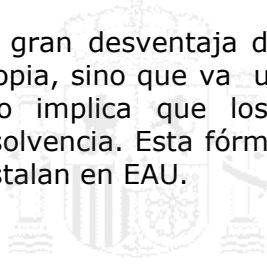 gran desventaja d
opia, sino que va u
o implica que los
solvencia. Esta fórm
stalan en EAU.